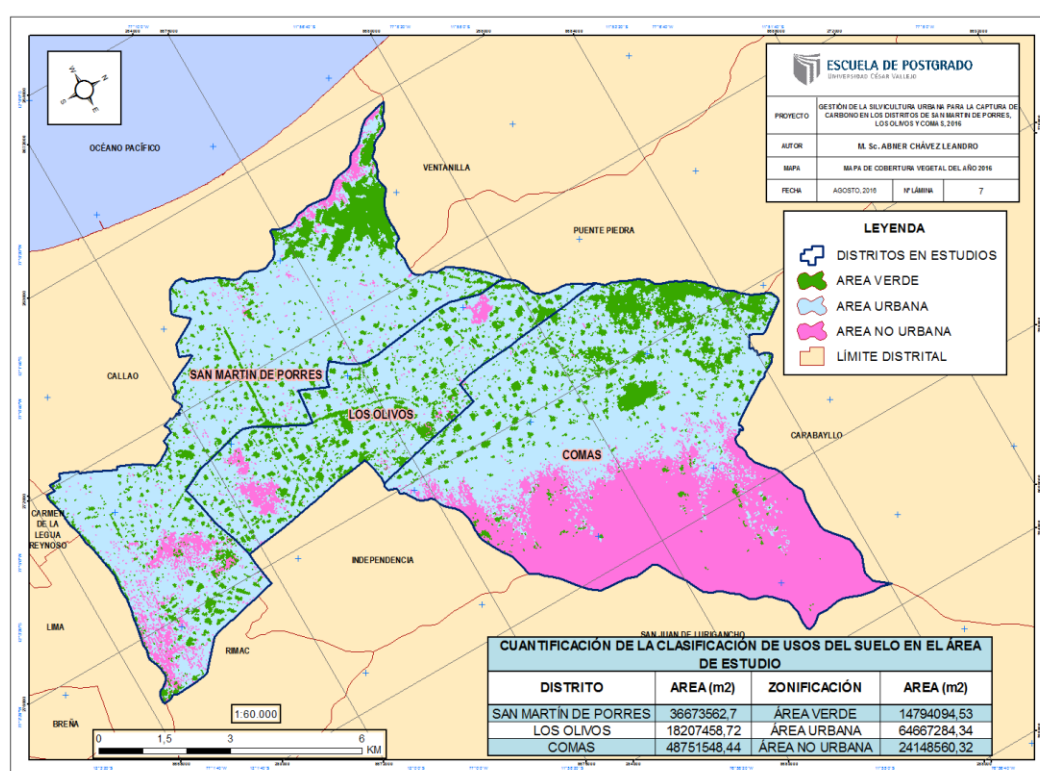 ESCUELA DE POSTGRADO
UNIVERSIDAD CÉSAR VALLEJO
PROYECTO
GESTIÓN DE LA SILVICULTURA URBANA PARA LA CAPTURA DE
CARBONO EN LOS DISTRITOS DE SAN MARTIN DE PORRES,
LOS OLIVOS Y COMAS, 2016
AUTOR
M. Sc. ABNER CHÁVEZ LEANDRO
MAPA
MAPA DE COBERTURA VEGETAL DEL AÑO 2016
FECHA
AGOSTO, 2016
N° LÁMINA
7
LEYENDA
DISTRITOS EN ESTUDIOS
AREA VERDE
AREA URBANA
AREA NO URBANA
LÍMITE DISTRITAL
N
W
S
E
OCÉANO PACÍFICO
VENTANILLA
PUENTE PIEDRA
CALLAO
SAN MARTIN DE PORRES
LOS OLIVOS
COMAS
CARABAYLLO
CARMEN
DE LA
LEGUA
REYNOSO
INDEPENDENCIA
LIMA
RIMAC
SAN JUAN DE LURIGANCHO
BREÑA
1:60.000
0 1,5 3 6
KM
CUANTIFICACIÓN DE LA CLASIFICACIÓN DE USOS DEL SUELO EN EL ÁREA
DE ESTUDIO
DISTRITO AREA (m2) ZONIFICACIÓN AREA (m2)
SAN MARTÍN DE PORRES 36673562,7 ÁREA VERDE 14794094,53
LOS OLIVOS 18207458,72 ÁREA URBANA 64667284,34
COMAS 48751548,44 ÁREA NO URBANA 24148560,32